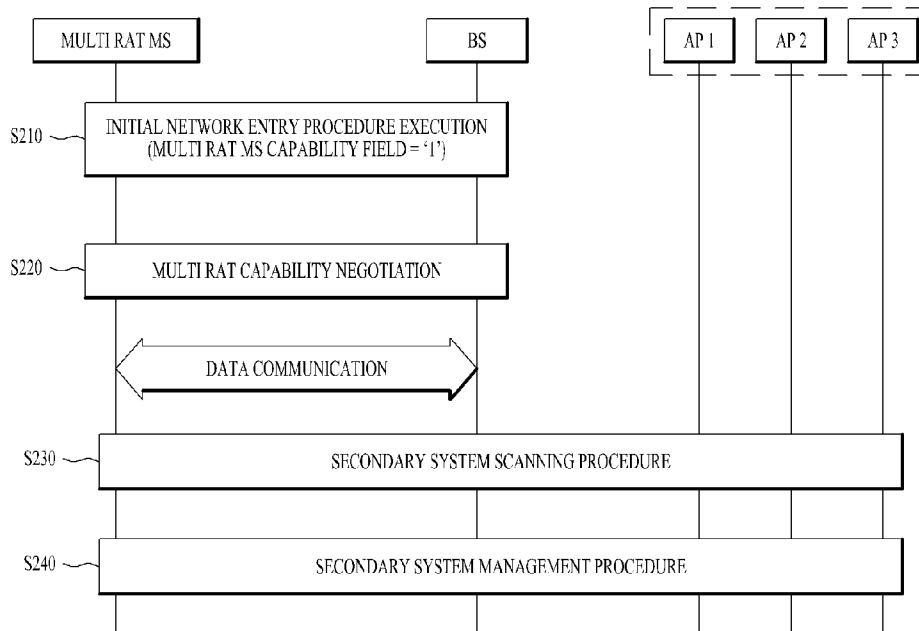 MULTI RAT MS
BS
AP 1
AP 2
AP 3
S210
INITIAL NETWORK ENTRY PROCEDURE EXECUTION
(MULTI RAT MS CAPABILITY FIELD = ‘1’)
S220
MULTI RAT CAPABILITY NEGOTIATION
DATA COMMUNICATION
S230
SECONDARY SYSTEM SCANNING PROCEDURE
S240
SECONDARY SYSTEM MANAGEMENT PROCEDURE